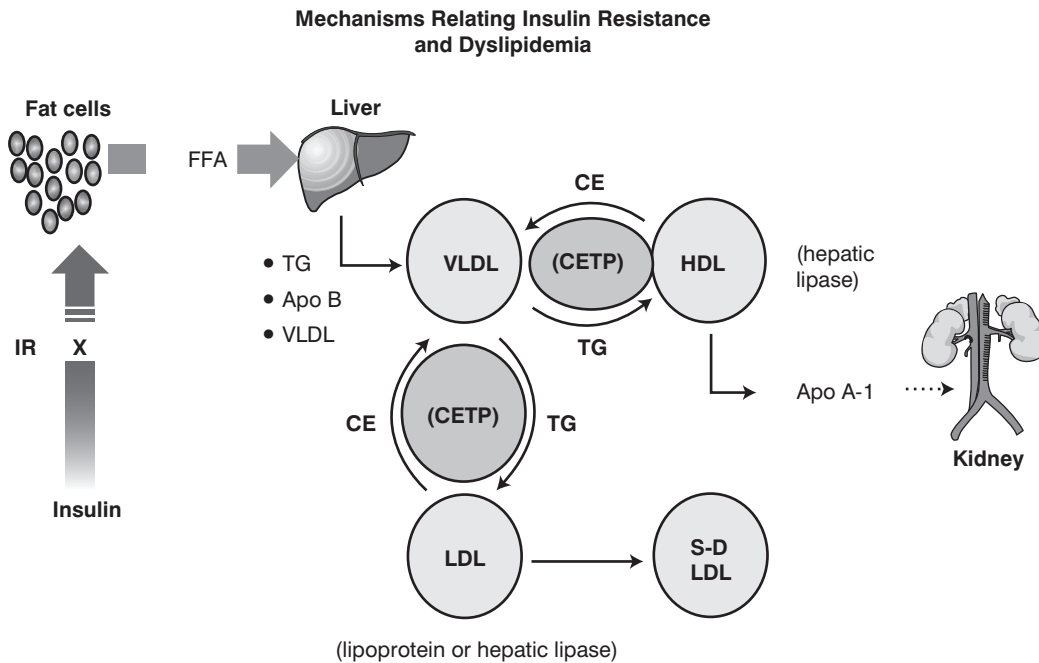 Mechanisms Relating Insulin Resistance
and Dyslipidemia
Fat cells
Liver
FFA
CE
VLDL
(CETP)
HDL
(hepatic
lipase)
• TG
• Apo B
• VLDL
TG
IR X
Apo A-1
CE
(CETP)
TG
Kidney
Insulin
LDL
S-D
LDL
(lipoprotein or hepatic lipase)